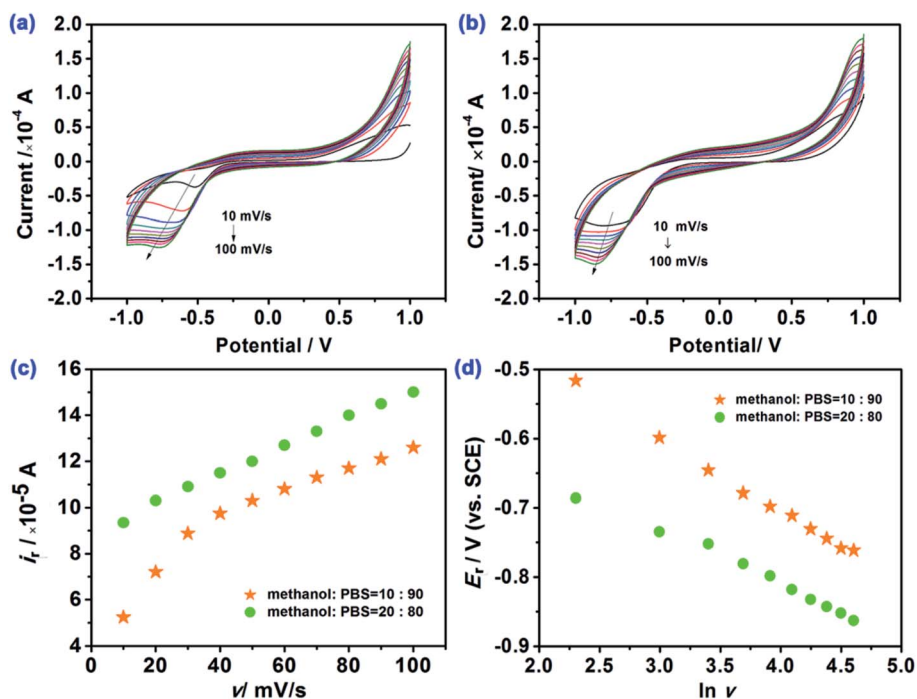 (a)
2.0
1.5
1.0
0.5
0.0
-0.5
-1.0
-1.5
-2.0
Current /×10⁻⁴ A
10 mV/s
100 mV/s
-1.0 -0.5 0.0 0.5 1.0
Potential / V
(b)
2.0
1.5
1.0
0.5
0.0
-0.5
-1.0
-1.5
-2.0
Current/ ×10⁻⁴ A
10 mV/s
100 mV/s
-1.0 -0.5 0.0 0.5 1.0
Potential/ V
(c)
16
14
12
10
8
6
4
iᵣ / ×10⁻⁵ A
methanol: PBS=10 : 90
methanol: PBS=20 : 80
0 20 40 60 80 100
v/ mV/s
(d)
-0.5
-0.6
-0.7
-0.8
-0.9
Eᵣ / V (vs. SCE)
methanol: PBS=10 : 90
methanol: PBS=20 : 80
2.0 2.5 3.0 3.5 4.0 4.5 5.0
ln v